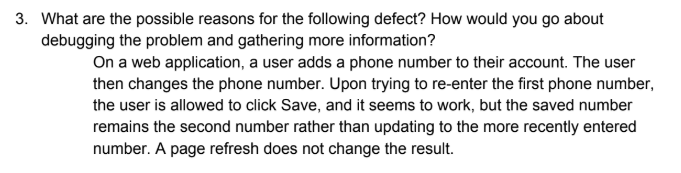 3. What are the possible reasons for the following defect? How would you go about
debugging the problem and gathering more information?
On a web application, a user adds a phone number to their account. The user
then changes the phone number. Upon trying to re-enter the first phone number,
the user is allowed to click Save, and it seems to work, but the saved number
remains the second number rather than updating to the more recently entered
number. A page refresh does not change the result.